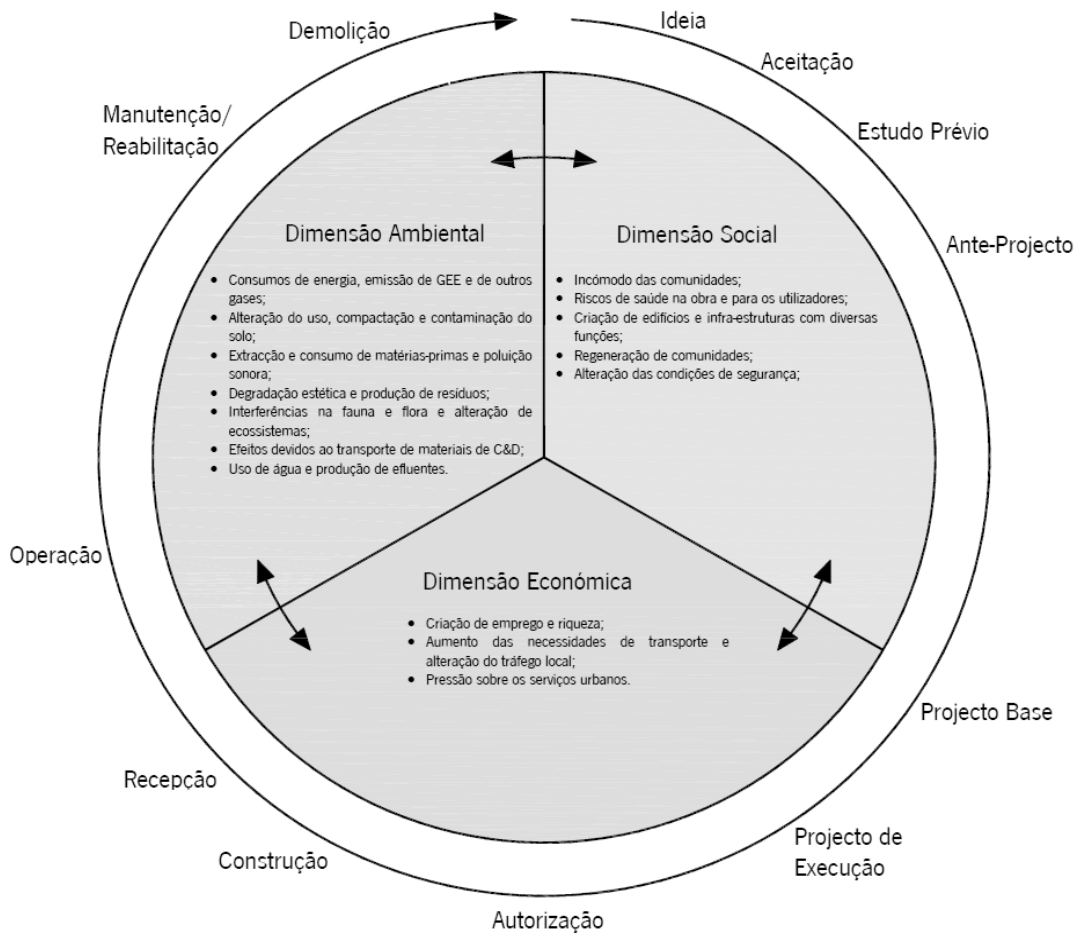 Ideia
Aceitação
Estudo Prévio
Ante-Projecto
Projecto Base
Projecto de
Execução
Autorização
Construção
Recepção
Operação
Manutenção/
Reabilitação
Demolição
Dimensão Ambiental
• Consumos de energia, emissão de GEE e de outros
gases;
• Alteração do uso, compactação e contaminação do
solo;
• Extracção e consumo de matérias-primas e poluição
sonora;
• Degradação estética e produção de resíduos;
• Interferências na fauna e flora e alteração de
ecossistemas;
• Efeitos devidos ao transporte de materiais de C&D;
• Uso de água e produção de efluentes.
Dimensão Social
• Incómodo das comunidades;
• Riscos de saúde na obra e para os utilizadores;
• Criação de edifícios e infra-estruturas com diversas
funções;
• Regeneração de comunidades;
• Alteração das condições de segurança;
Dimensão Económica
• Criação de emprego e riqueza;
• Aumento das necessidades de transporte e
alteração do tráfego local;
• Pressão sobre os serviços urbanos.